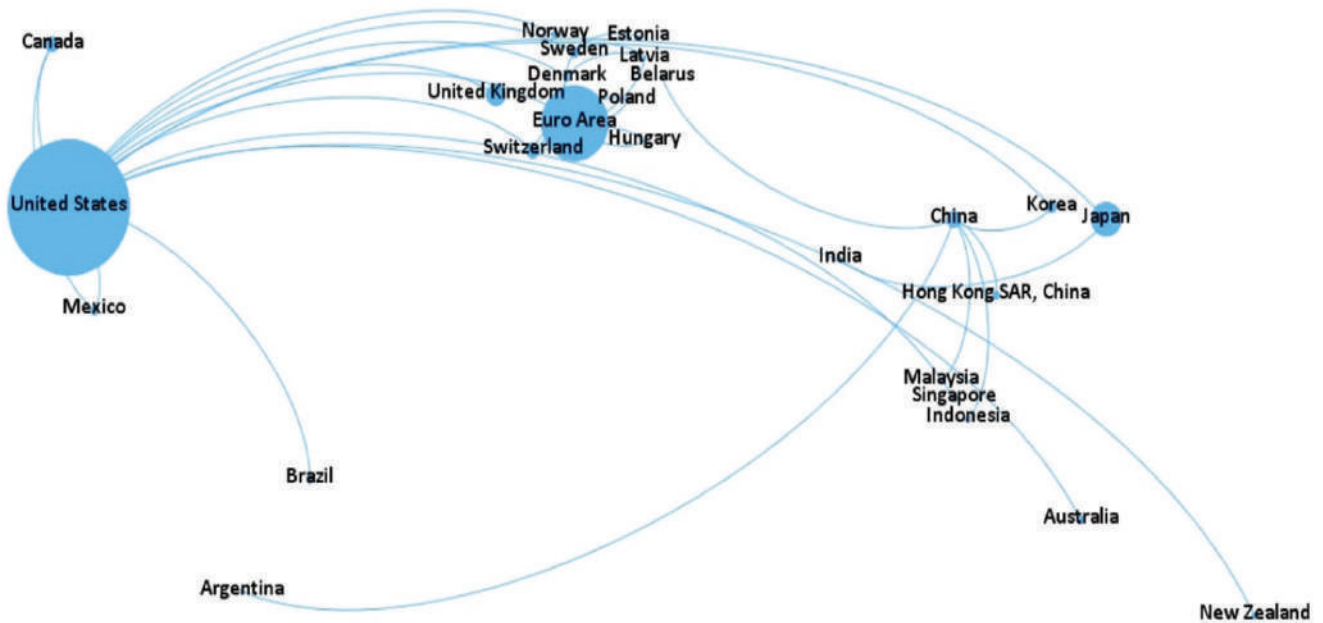 Canada
Norway
Estonia
Sweden
Latvia
Denmark
Belarus
United Kingdom
Poland
Euro Area
Hungary
Switzerland
United States
Korea
China
Japan
India
Hong Kong SAR, China
Mexico
Malaysia
Singapore
Indonesia
Brazil
Australia
Argentina
New Zealand